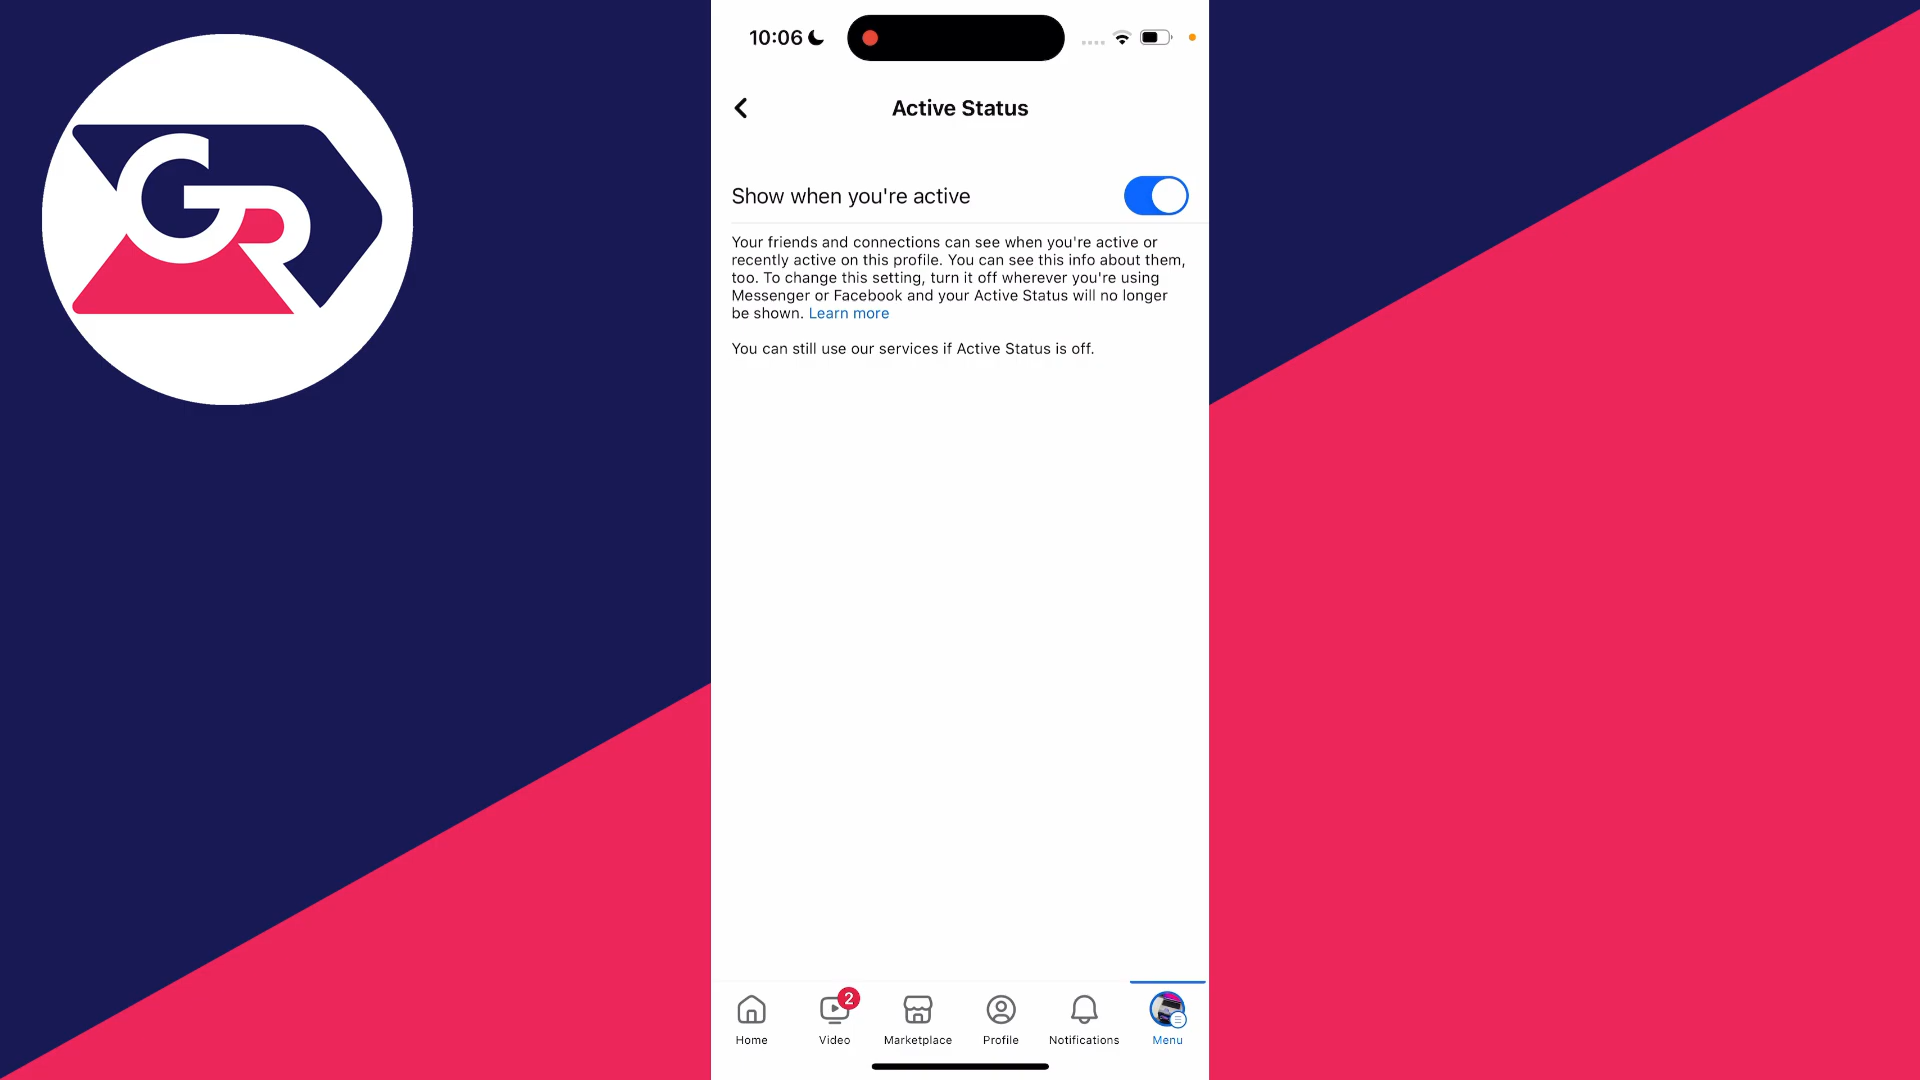 GR
10:06
Active Status
Show when you're active
Your friends and connections can see when you're active or
recently active on this profile. You can see this info about them,
too. To change this setting, turn it off wherever you're using
Messenger or Facebook and your Active Status will no longer
be shown. Learn more
You can still use our services if Active Status is off.
2
Home Video Marketplace Profile Notifications Menu